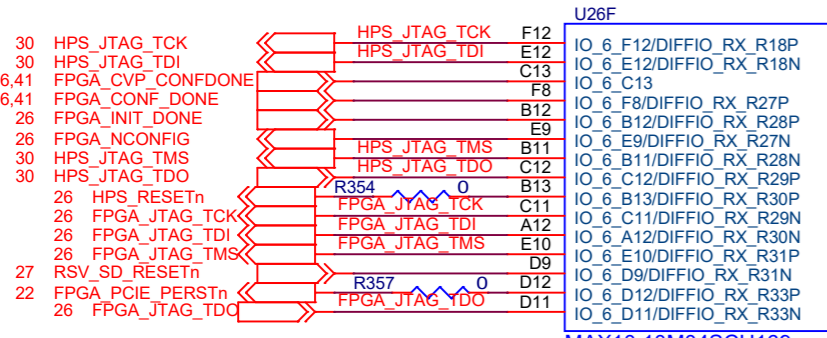 U26F
30 HPS_JTAG_TCK HPS_JTAG_TCK F12 IO_6_F12/DIFFIO_RX_R18P
30 HPS_JTAG_TDI HPS_JTAG_TDI E12 IO_6_E12/DIFFIO_RX_R18N
6,41 FPGA_CVP_CONFDONE C13 IO_6_C13
6,41 FPGA_CONF_DONE F8 IO_6_F8/DIFFIO_RX_R27P
26 FPGA_INIT_DONE B12 IO_6_B12/DIFFIO_RX_R28P
26 FPGA_NCONFIG E9 IO_6_E9/DIFFIO_RX_R27N
30 HPS_JTAG_TMS HPS_JTAG_TMS B11 IO_6_B11/DIFFIO_RX_R28N
30 HPS_JTAG_TDO HPS_JTAG_TDO C12 IO_6_C12/DIFFIO_RX_R29P
26 HPS_RESETn R354 0 B13 IO_6_B13/DIFFIO_RX_R30P
26 FPGA_JTAG_TCK FPGA_JTAG_TCK C11 IO_6_C11/DIFFIO_RX_R29N
26 FPGA_JTAG_TDI FPGA_JTAG_TDI A12 IO_6_A12/DIFFIO_RX_R30N
26 FPGA_JTAG_TMS FPGA_JTAG_TMS E10 IO_6_E10/DIFFIO_RX_R31P
27 RSV_SD_RESETn D9 IO_6_D9/DIFFIO_RX_R31N
22 FPGA_PCIE_PERSTn R357 0 D12 IO_6_D12/DIFFIO_RX_R33P
26 FPGA_JTAG_TDO FPGA_JTAG_TDO D11 IO_6_D11/DIFFIO_RX_R33N